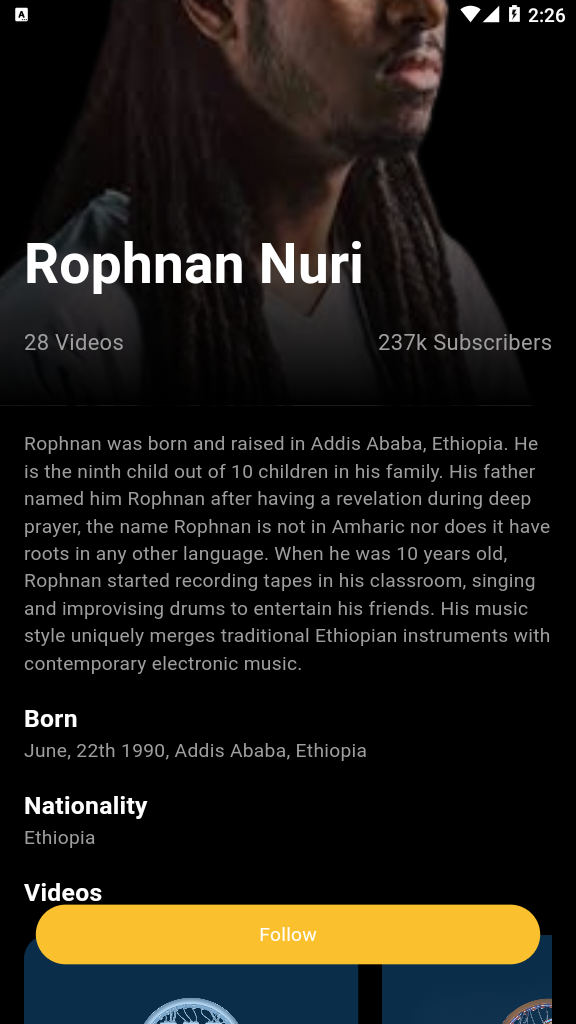 A
2:26
Rophnan Nuri
28 Videos
237k Subscribers
Rophnan was born and raised in Addis Ababa, Ethiopia. He
is the ninth child out of 10 children in his family. His father
named him Rophnan after having a revelation during deep
prayer, the name Rophnan is not in Amharic nor does it have
roots in any other language. When he was 10 years old,
Rophnan started recording tapes in his classroom, singing
and improvising drums to entertain his friends. His music
style uniquely merges traditional Ethiopian instruments with
contemporary electronic music.
Born
June, 22th 1990, Addis Ababa, Ethiopia
Nationality
Ethiopia
Videos
Follow